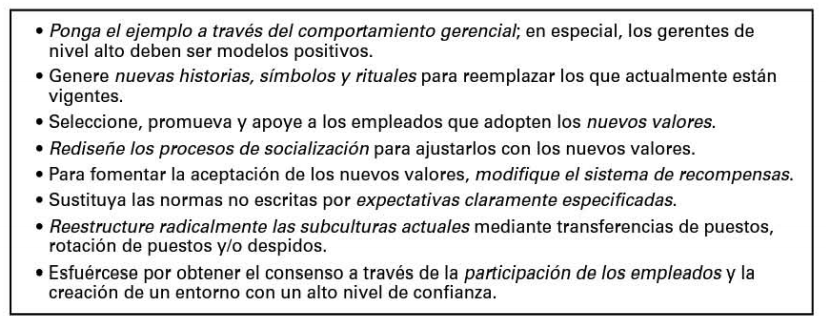 • Ponga el ejemplo a través del comportamiento gerencial; en especial, los gerentes de
nivel alto deben ser modelos positivos.
• Genere nuevas historias, símbolos y rituales para reemplazar los que actualmente están
vigentes.
• Seleccione, promueva y apoye a los empleados que adopten los nuevos valores.
• Rediseñe los procesos de socialización para ajustarlos con los nuevos valores.
• Para fomentar la aceptación de los nuevos valores, modifique el sistema de recompensas.
• Sustituya las normas no escritas por expectativas claramente especificadas.
• Reestructure radicalmente las subculturas actuales mediante transferencias de puestos,
rotación de puestos y/o despidos.
• Esfuércese por obtener el consenso a través de la participación de los empleados y la
creación de un entorno con un alto nivel de confianza.